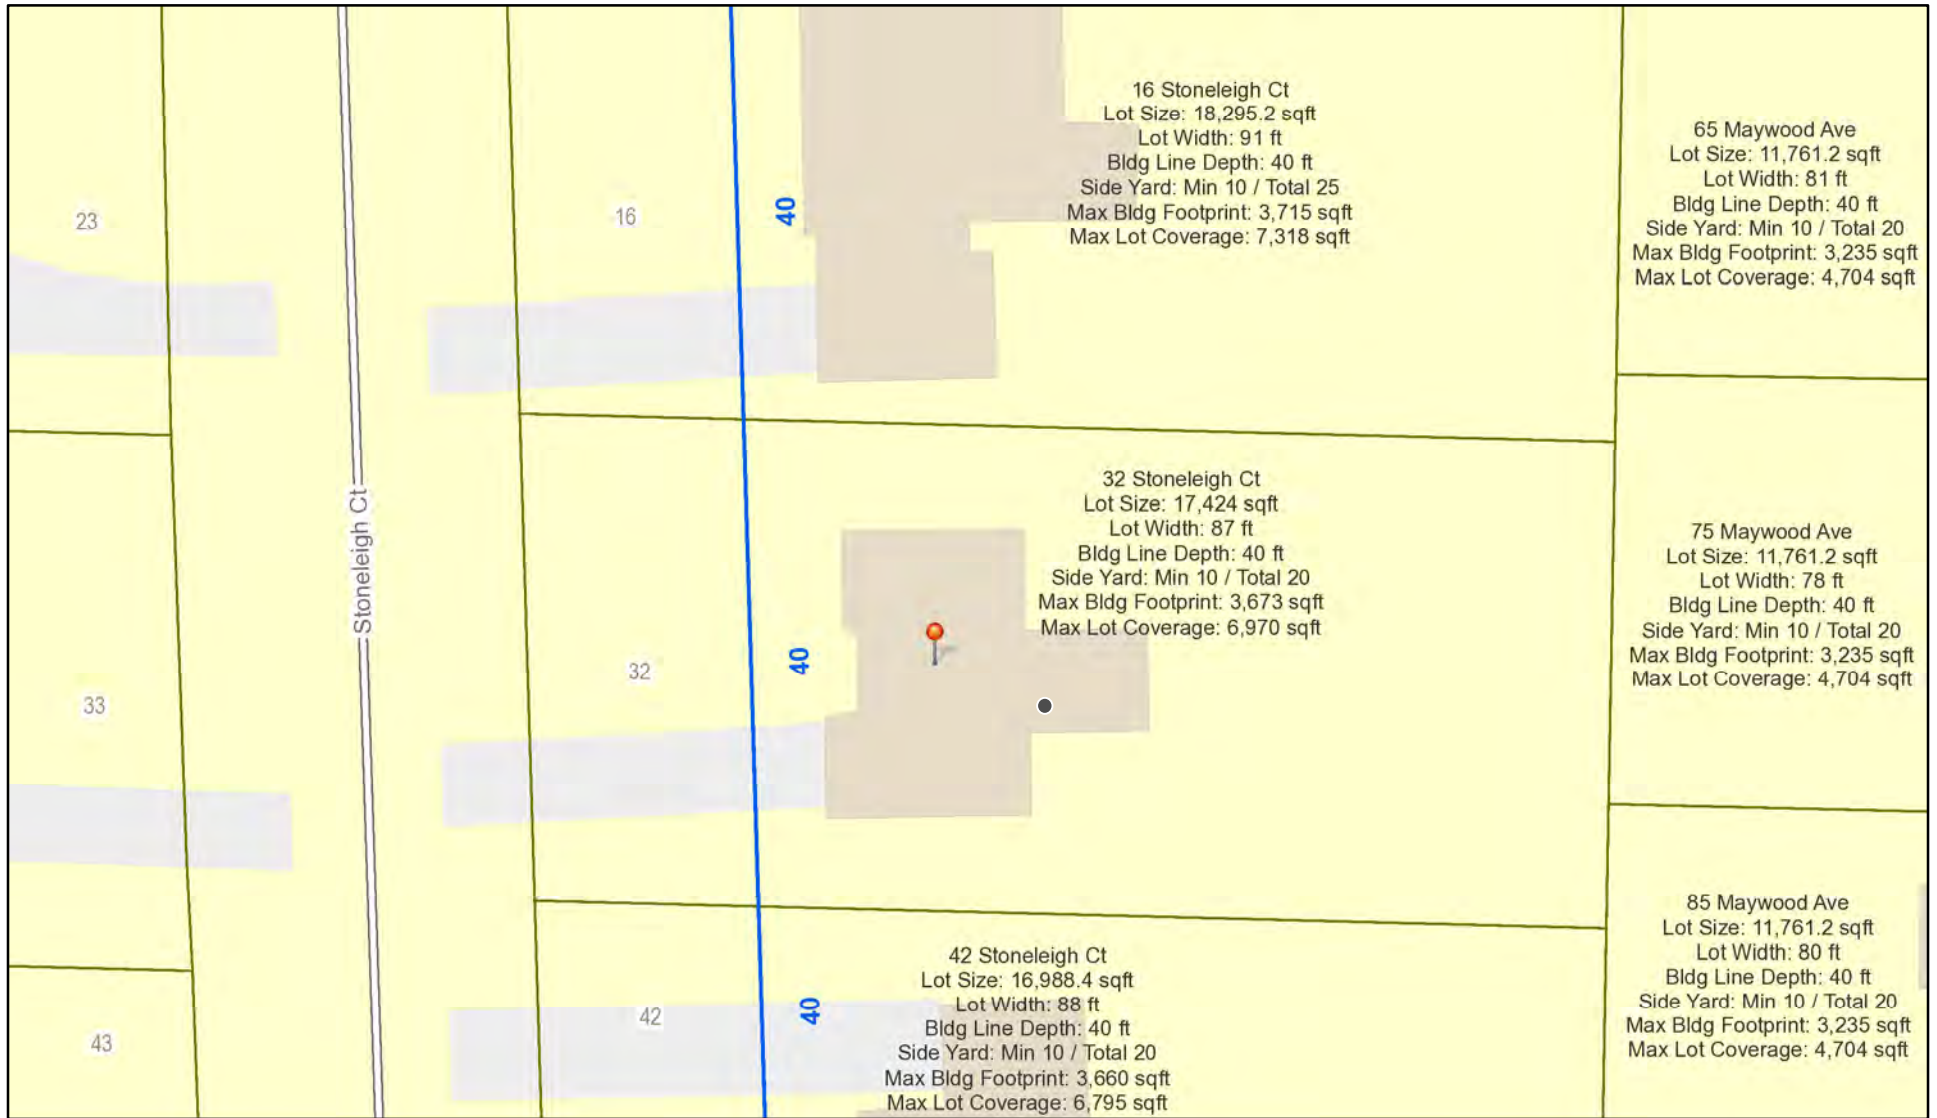 16 Stoneleigh Ct
Lot Size: 18,295.2 sqft
Lot Width: 91 ft
Bldg Line Depth: 40 ft
Side Yard: Min 10 / Total 25
Max Bldg Footprint: 3,715 sqft
Max Lot Coverage: 7,318 sqft
65 Maywood Ave
Lot Size: 11,761.2 sqft
Lot Width: 81 ft
Bldg Line Depth: 40 ft
Side Yard: Min 10 / Total 20
Max Bldg Footprint: 3,235 sqft
Max Lot Coverage: 4,704 sqft
23
16
40
Stoneleigh Ct
32 Stoneleigh Ct
Lot Size: 17,424 sqft
Lot Width: 87 ft
Bldg Line Depth: 40 ft
Side Yard: Min 10 / Total 20
Max Bldg Footprint: 3,673 sqft
Max Lot Coverage: 6,970 sqft
75 Maywood Ave
Lot Size: 11,761.2 sqft
Lot Width: 78 ft
Bldg Line Depth: 40 ft
Side Yard: Min 10 / Total 20
Max Bldg Footprint: 3,235 sqft
Max Lot Coverage: 4,704 sqft
33
32
40
42 Stoneleigh Ct
Lot Size: 16,988.4 sqft
Lot Width: 88 ft
Bldg Line Depth: 40 ft
Side Yard: Min 10 / Total 20
Max Bldg Footprint: 3,660 sqft
Max Lot Coverage: 6,795 sqft
85 Maywood Ave
Lot Size: 11,761.2 sqft
Lot Width: 80 ft
Bldg Line Depth: 40 ft
Side Yard: Min 10 / Total 20
Max Bldg Footprint: 3,235 sqft
Max Lot Coverage: 4,704 sqft
43
42
40